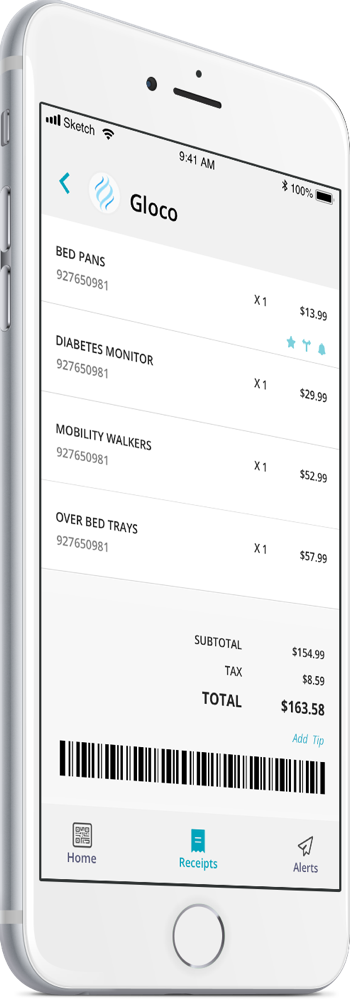 Sketch
9:41 AM
100%
Gloco
BED PANS
927650981
X 1 $13.99
DIABETES MONITOR
927650981
X 1 $29.99
MOBILITY WALKERS
927650981
X 1 $52.99
OVER BED TRAYS
927650981
X 1 $57.99
SUBTOTAL $154.99
TAX $8.59
TOTAL $163.58
Add Tip
Home Receipts Alerts